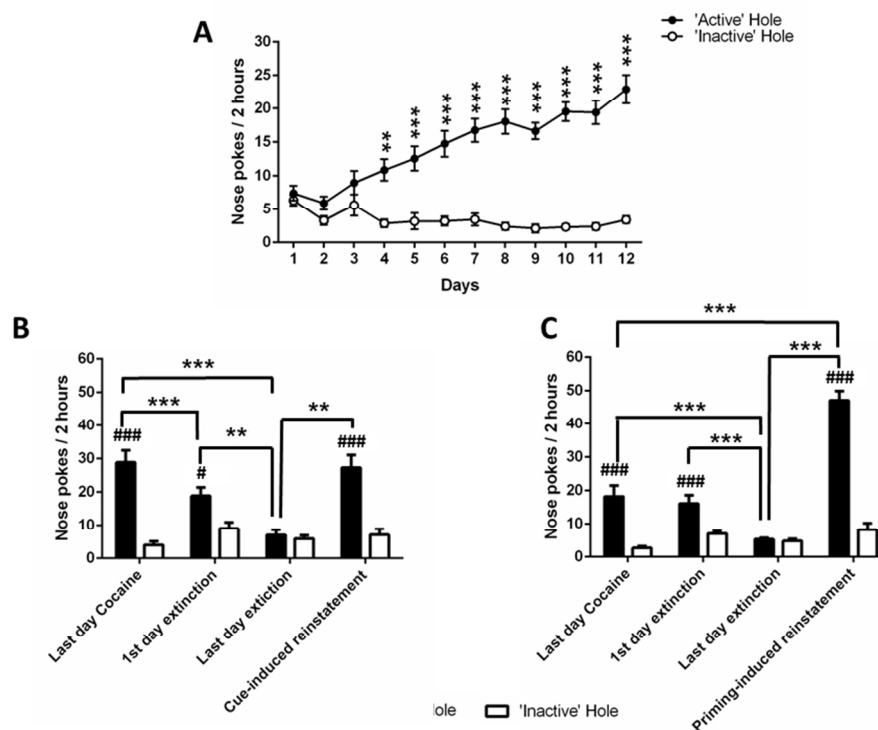 A
'Active' Hole
'Inactive' Hole
Nose pokes / 2 hours
30
25
20
15
10
5
0
** *** *** *** *** *** *** *** ***
1 2 3 4 5 6 7 8 9 10 11 12
Days
B
Nose pokes / 2 hours
60
50
40
30
20
10
0
***
*** ** **
### # ###
Last day Cocaine
1st day extinction
Last day extiction
Cue-induced reinstatement
C
Nose pokes / 2 hours
60
50
40
30
20
10
0
***
***
***
***
### ### ###
Last day Cocaine
1st day extinction
Last day extinction
Priming-induced reinstatement
Hole
'Inactive' Hole